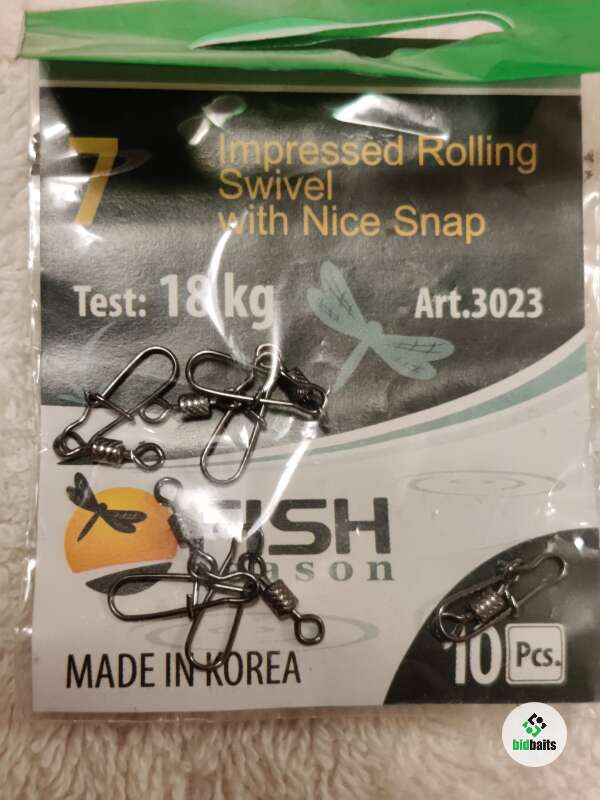 7
Impressed Rolling
Swivel
with Nice Snap
Test: 18 kg
Art.3023
FISH
eason
MADE IN KOREA
10 Pcs.
bidbaits